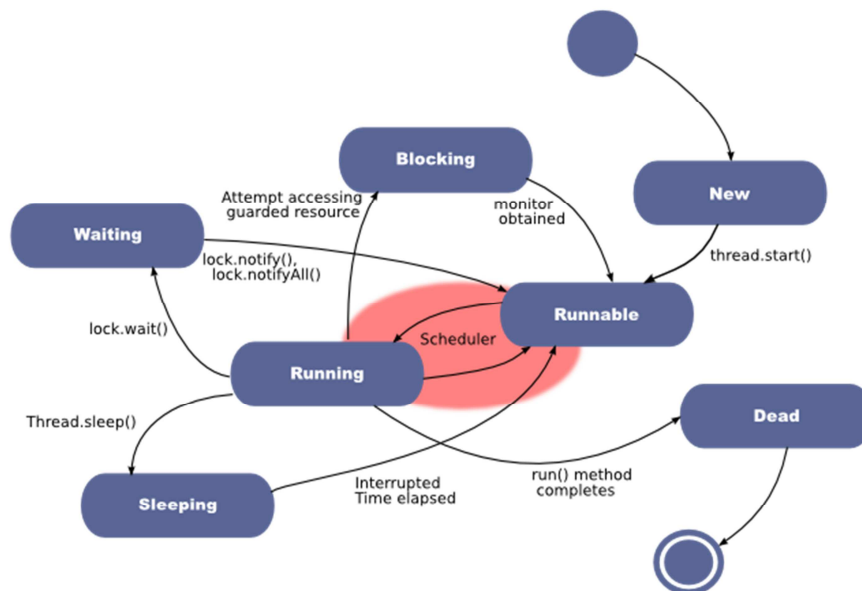 Blocking
New
Attempt accessing
guarded resource
monitor
obtained
Waiting
thread.start()
lock.notify(),
lock.notifyAll()
Runnable
lock.wait()
Scheduler
Running
Dead
Thread.sleep()
Interrupted
Time elapsed
run() method
completes
Sleeping